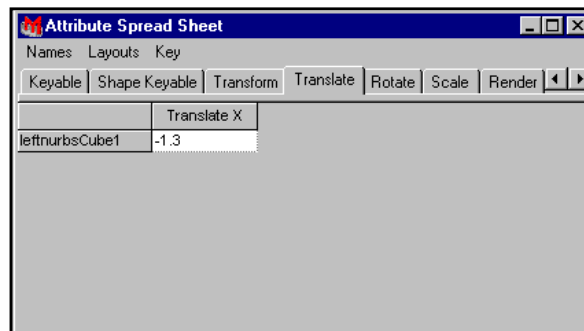 Attribute Spread Sheet
Names Layouts Key
Keyable Shape Keyable Transform Translate Rotate Scale Render
Translate X
leftnurbsCube1 -1.3